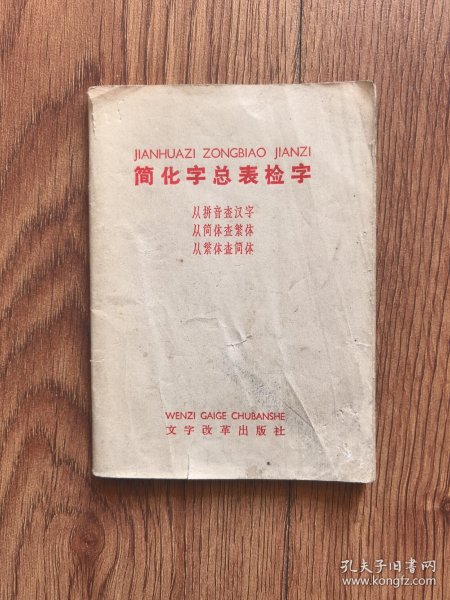 JIANHUAZI ZONGBIAO JIANZI
简化字总表检字
从拼音查汉字
从简体查繁体
从繁体查简体
WENZI GAIGE CHUBANSHE
文字改革出版社
孔夫子旧书网
www.kongfz.com